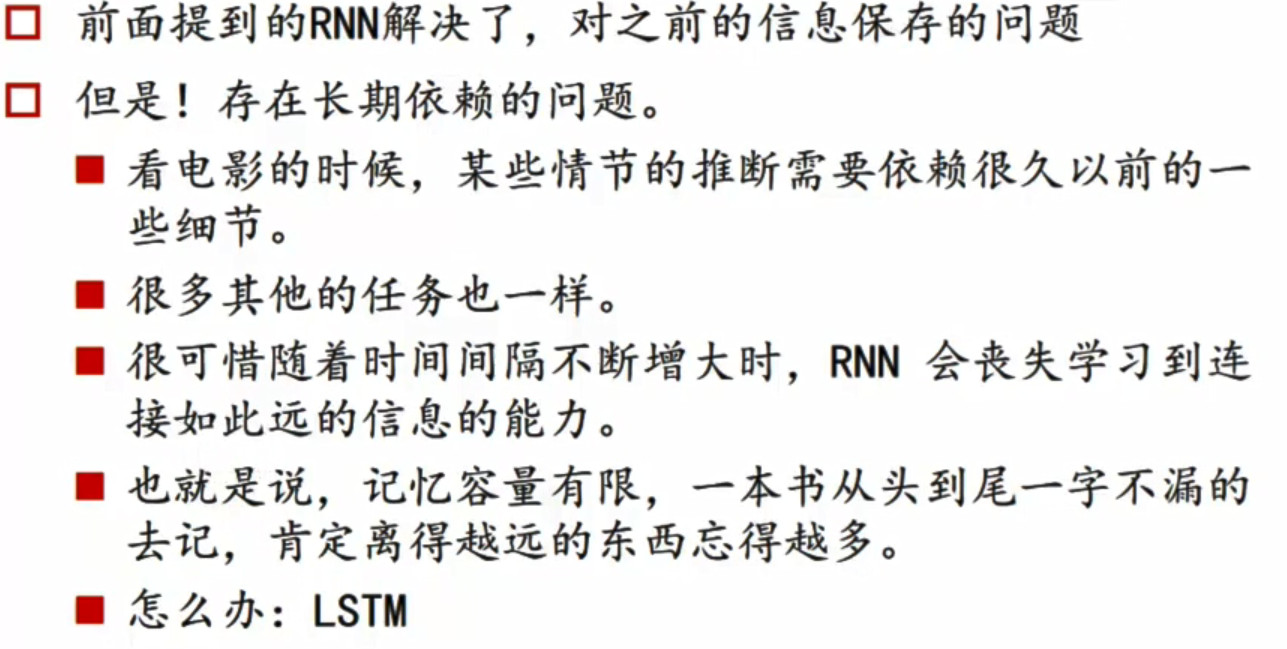 前面提到的RNN解决了，对之前的信息保存的问题
但是！存在长期依赖的问题。
看电影的时候，某些情节的推断需要依赖很久以前的一
些细节。
很多其他的任务也一样。
很可惜随着时间间隔不断增大时，RNN 会丧失学习到连
接如此远的信息的能力。
也就是说，记忆容量有限，一本书从头到尾一字不漏的
去记，肯定离得越远的东西忘得越多。
怎么办：LSTM